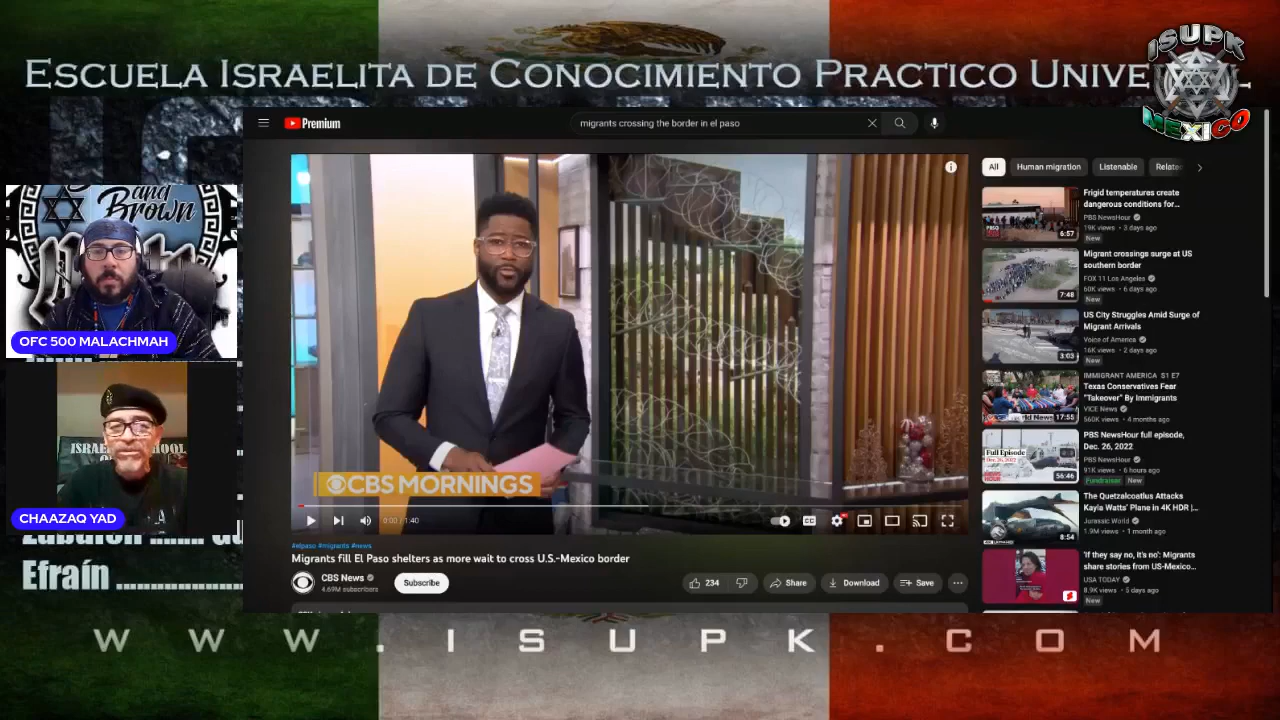 ESCUELA ISRAELITA DE CONOCIMIENTO PRACTICO UNIVE
ISUPK
MEXICO
Premium
migrants crossing the border in el paso
and
Brown
OFC 500 MALACHMAH
CHAAZAQ YAD
Efraín
CBS MORNINGS
0:00 / 1:40
#elpaso #migrants #news
Migrants fill El Paso shelters as more wait to cross U.S.-Mexico border
CBS News
4.69M subscribers
Subscribe
234
Share
Download
Save
All
Human migration
Listenable
Relate
Frigid temperatures create
dangerous conditions for...
PBS NewsHour
19K views • 3 days ago
New
6:57
Migrant crossings surge at US
southern border
FOX 11 Los Angeles
60K views • 6 days ago
New
7:48
US City Struggles Amid Surge of
Migrant Arrivals
Voice of America
16K views • 2 days ago
New
3:03
IMMIGRANT AMERICA S1 E7
Texas Conservatives Fear
"Takeover" By Immigrants
VICE News
560K views • 4 months ago
17:55
PBS NewsHour full episode,
Dec. 26, 2022
PBS NewsHour
91K views • 6 hours ago
Fundraiser New
Full Episode
56:46
The Quetzalcoatlus Attacks
Kayla Watts' Plane in 4K HDR |...
Jurassic World
1.9M views • 1 month ago
8:54
'If they say no, it's no': Migrants
share stories from US-Mexico...
USA TODAY
8.9K views • 5 days ago
New
WWW.ISUPK.COM